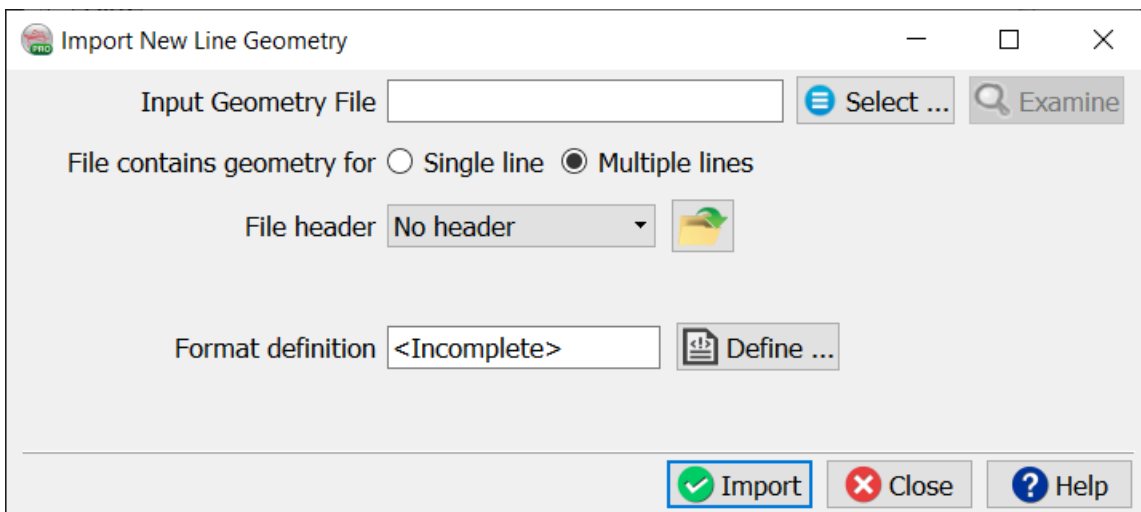 PRO Import New Line Geometry
Input Geometry File Select ... Examine
File contains geometry for Single line Multiple lines
File header No header
Format definition <Incomplete> <!> Define ...
Import Close ? Help